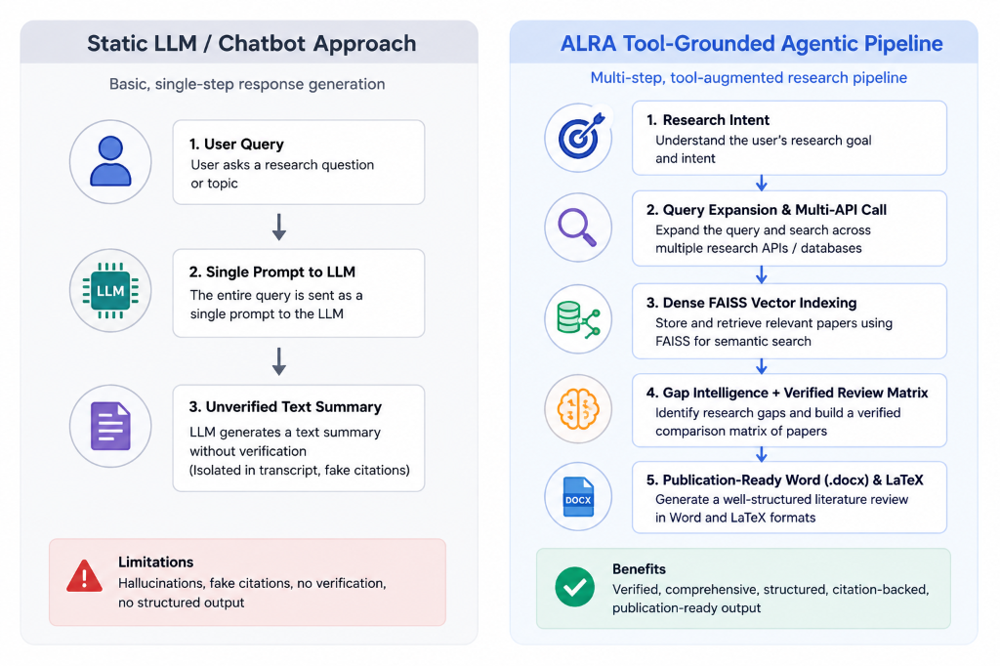 Static LLM / Chatbot Approach
Basic, single-step response generation
1. User Query
User asks a research question
or topic
LLM
2. Single Prompt to LLM
The entire query is sent as a
single prompt to the LLM
3. Unverified Text Summary
LLM generates a text summary
without verification
(Isolated in transcript, fake citations)
Limitations
Hallucinations, fake citations, no verification,
no structured output
ALRA Tool-Grounded Agentic Pipeline
Multi-step, tool-augmented research pipeline
1. Research Intent
Understand the user's research goal
and intent
2. Query Expansion & Multi-API Call
Expand the query and search across
multiple research APIs / databases
3. Dense FAISS Vector Indexing
Store and retrieve relevant papers using
FAISS for semantic search
4. Gap Intelligence + Verified Review Matrix
Identify research gaps and build a verified
comparison matrix of papers
DOCX
5. Publication-Ready Word (.docx) & LaTeX
Generate a well-structured literature review
in Word and LaTeX formats
Benefits
Verified, comprehensive, structured, citation-backed,
publication-ready output